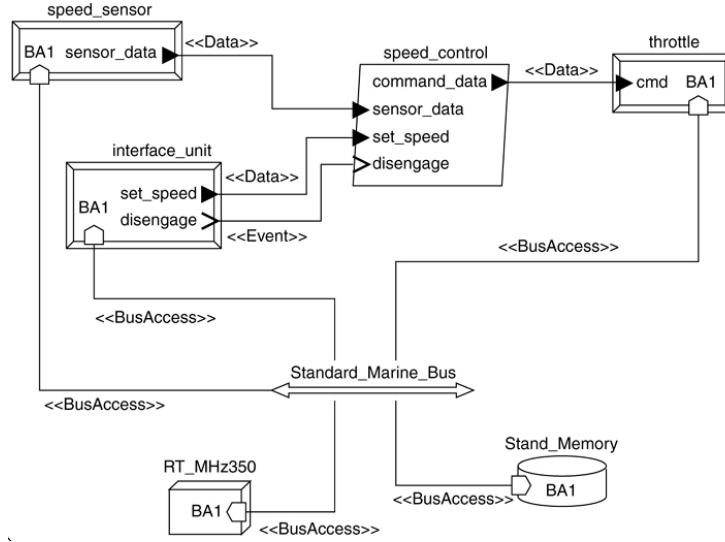 speed_sensor
BA1 sensor_data
<<Data>>
speed_control
command_data
sensor_data
set_speed
disengage
<<Data>>
throttle
cmd BA1
interface_unit
BA1
set_speed
disengage
<<Data>>
<<Event>>
<<BusAccess>>
<<BusAccess>>
Standard_Marine_Bus
<<BusAccess>>
RT_MHz350
BA1
<<BusAccess>>
Stand_Memory
BA1
<<BusAccess>>